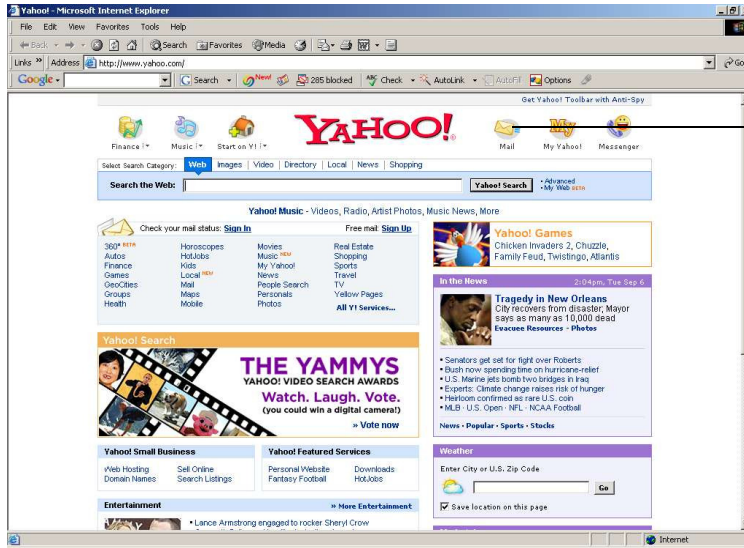 Yahoo! - Microsoft Internet Explorer
File Edit View Favorites Tools Help
Back Search Favorites Media
Links » Address http://www.yahoo.com/ Go
Google Search New! 285 blocked ABC Check AutoLink AutoFill Options
Get Yahoo! Toolbar with Anti-Spy
YAHOO!
My
Finance Music Start on Y! Mail My Yahoo! Messenger
Select Search Category: Web Images | Video | Directory | Local | News | Shopping
Search the Web: Yahoo! Search · Advanced
· My Web BETA
Yahoo! Music - Videos, Radio, Artist Photos, Music News, More
Check your mail status: Sign In Free mail: Sign Up
360° BETA Horoscopes Movies Real Estate
Autos HotJobs Music NEW Shopping
Finance Kids My Yahoo! Sports
Games Local NEW News Travel
GeoCities Mail People Search TV
Groups Maps Personals Yellow Pages
Health Mobile Photos All Y! Services...
Yahoo! Games
Chicken Invaders 2, Chuzzle,
Family Feud, Twistingo, Atlantis
In the News 2:04pm, Tue Sep 6
Tragedy in New Orleans
City recovers from disaster; Mayor
says as many as 10,000 dead
Evacuee Resources - Photos
• Senators get set for fight over Roberts
• Bush now spending time on hurricane-relief
• U.S. Marine jets bomb two bridges in Iraq
• Experts: Climate change raises risk of hunger
• Heirloom confirmed as rare U.S. coin
• MLB · U.S. Open · NFL · NCAA Football
News · Popular · Sports · Stocks
Yahoo! Search
THE YAMMYS
YAHOO! VIDEO SEARCH AWARDS
Watch. Laugh. Vote.
(you could win a digital camera!)
» Vote now
Yahoo! Small Business
Web Hosting Sell Online
Domain Names Search Listings
Yahoo! Featured Services
Personal Website Downloads
Fantasy Football HotJobs
Weather
Enter City or U.S. Zip Code
Go
Save location on this page
Entertainment » More Entertainment
• Lance Armstrong engaged to rocker Sheryl Crow
Internet